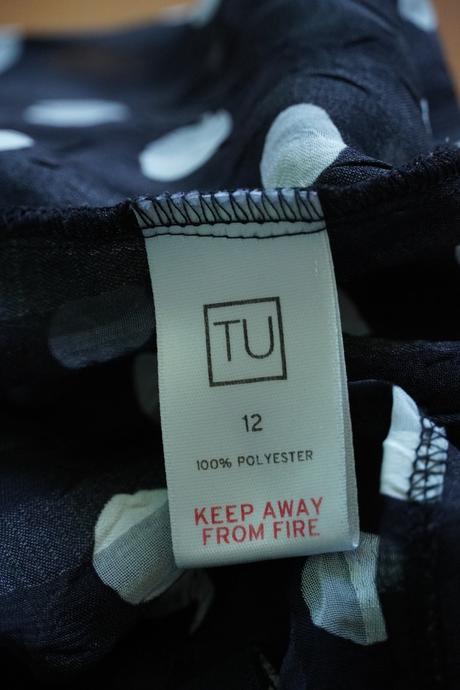 TU
12
100% POLYESTER
KEEP AWAY
FROM FIRE